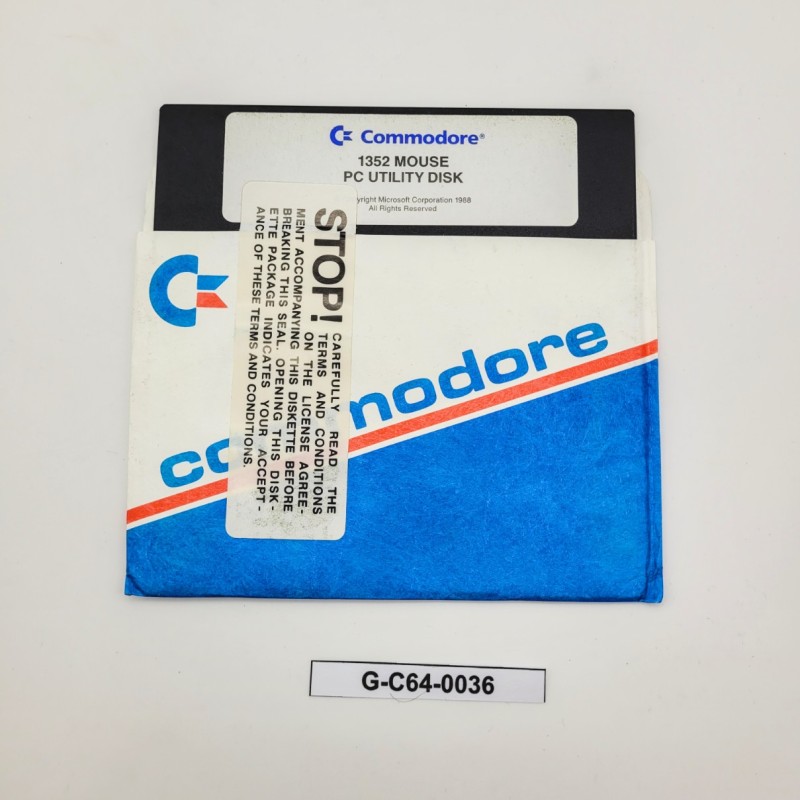 Commodore®
1352 MOUSE
PC UTILITY DISK
Microsoft Corporation 1988
All Rights Reserved
STOP! CAREFULLY READ THE
TERMS AND CONDITIONS
ON THE LICENSE AGREE-
MENT ACCOMPANYING THIS DISKETTE BEFORE
BREAKING THIS SEAL. OPENING THIS DISK-
ETTE PACKAGE INDICATES YOUR ACCEPT-
ANCE OF THESE TERMS AND CONDITIONS.
commodore
G-C64-0036